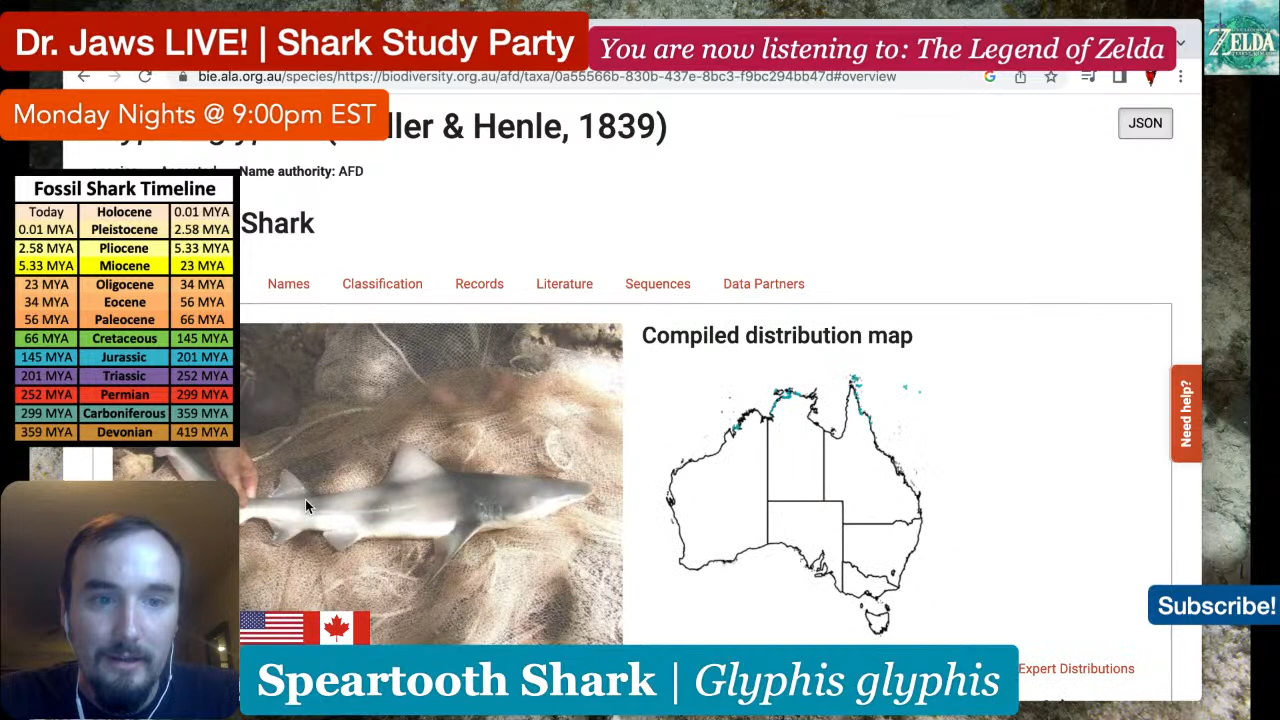 Dr. Jaws LIVE! | Shark Study Party
You are now listening to: The Legend of Zelda
ZELDA
bie.ala.org.au/species/https://biodiversity.org.au/afd/taxa/0a55566b-830b-437e-8bc3-f9bc294bb47d#overview
Monday Nights @ 9:00pm EST
ller & Henle, 1839)
JSON
Name authority: AFD
Shark
Fossil Shark Timeline
Today Holocene 0.01 MYA
0.01 MYA Pleistocene 2.58 MYA
2.58 MYA Pliocene 5.33 MYA
5.33 MYA Miocene 23 MYA
23 MYA Oligocene 34 MYA
34 MYA Eocene 56 MYA
56 MYA Paleocene 66 MYA
66 MYA Cretaceous 145 MYA
145 MYA Jurassic 201 MYA
201 MYA Triassic 252 MYA
252 MYA Permian 299 MYA
299 MYA Carboniferous 359 MYA
359 MYA Devonian 419 MYA
Names Classification Records Literature Sequences Data Partners
Compiled distribution map
Need help?
Subscribe!
Expert Distributions
Speartooth Shark | Glyphis glyphis